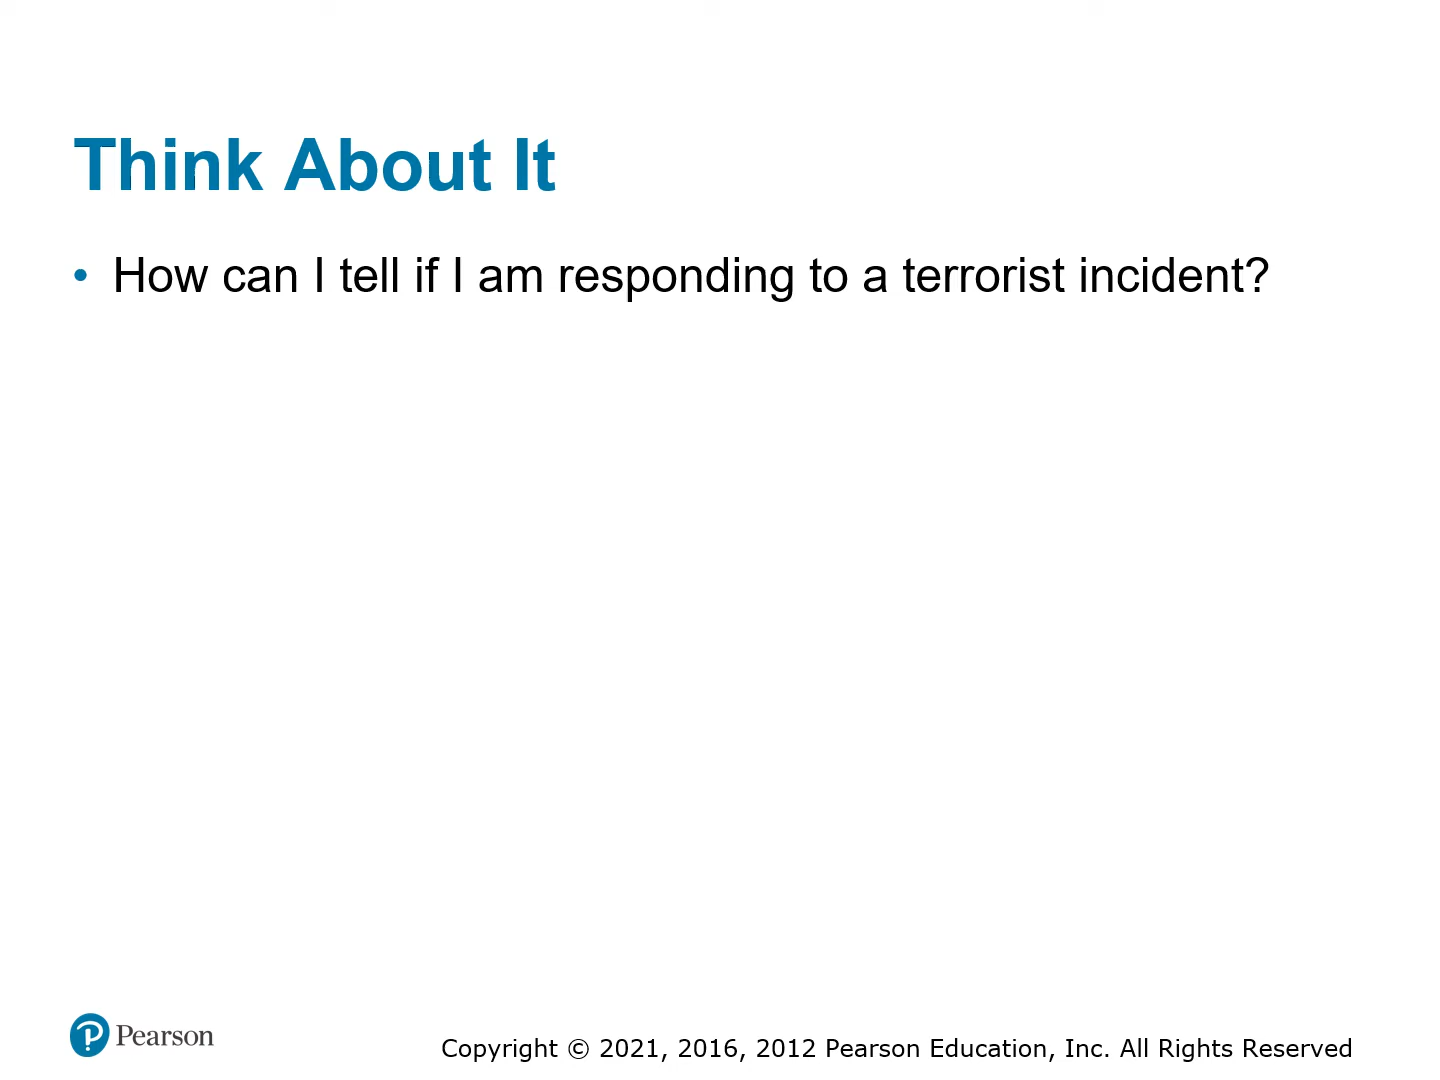 Think About It
• How can I tell if I am responding to a terrorist incident?
Pearson
Copyright © 2021, 2016, 2012 Pearson Education, Inc. All Rights Reserved